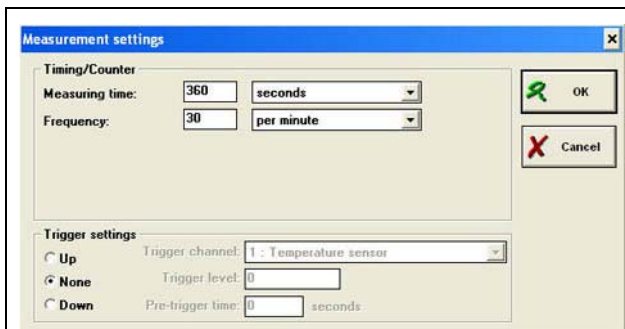 Measurement settings
Timing/Counter
Measuring time: 360 seconds
OK
Frequency: 30 per minute
Cancel
Trigger settings
Up
Trigger channel: 1 : Temperature sensor
None
Trigger level: 0
Down
Pre-trigger time: 0 seconds